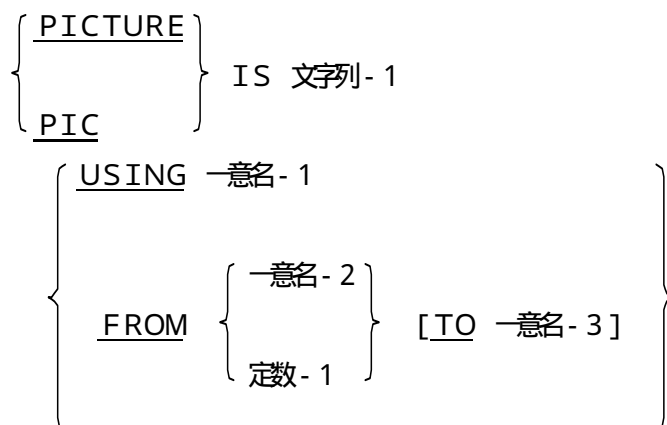 PICTURE
IS 文字列-1
PIC
USING 一意名-1
一意名-2
FROM [TO 一意名-3]
定数-1